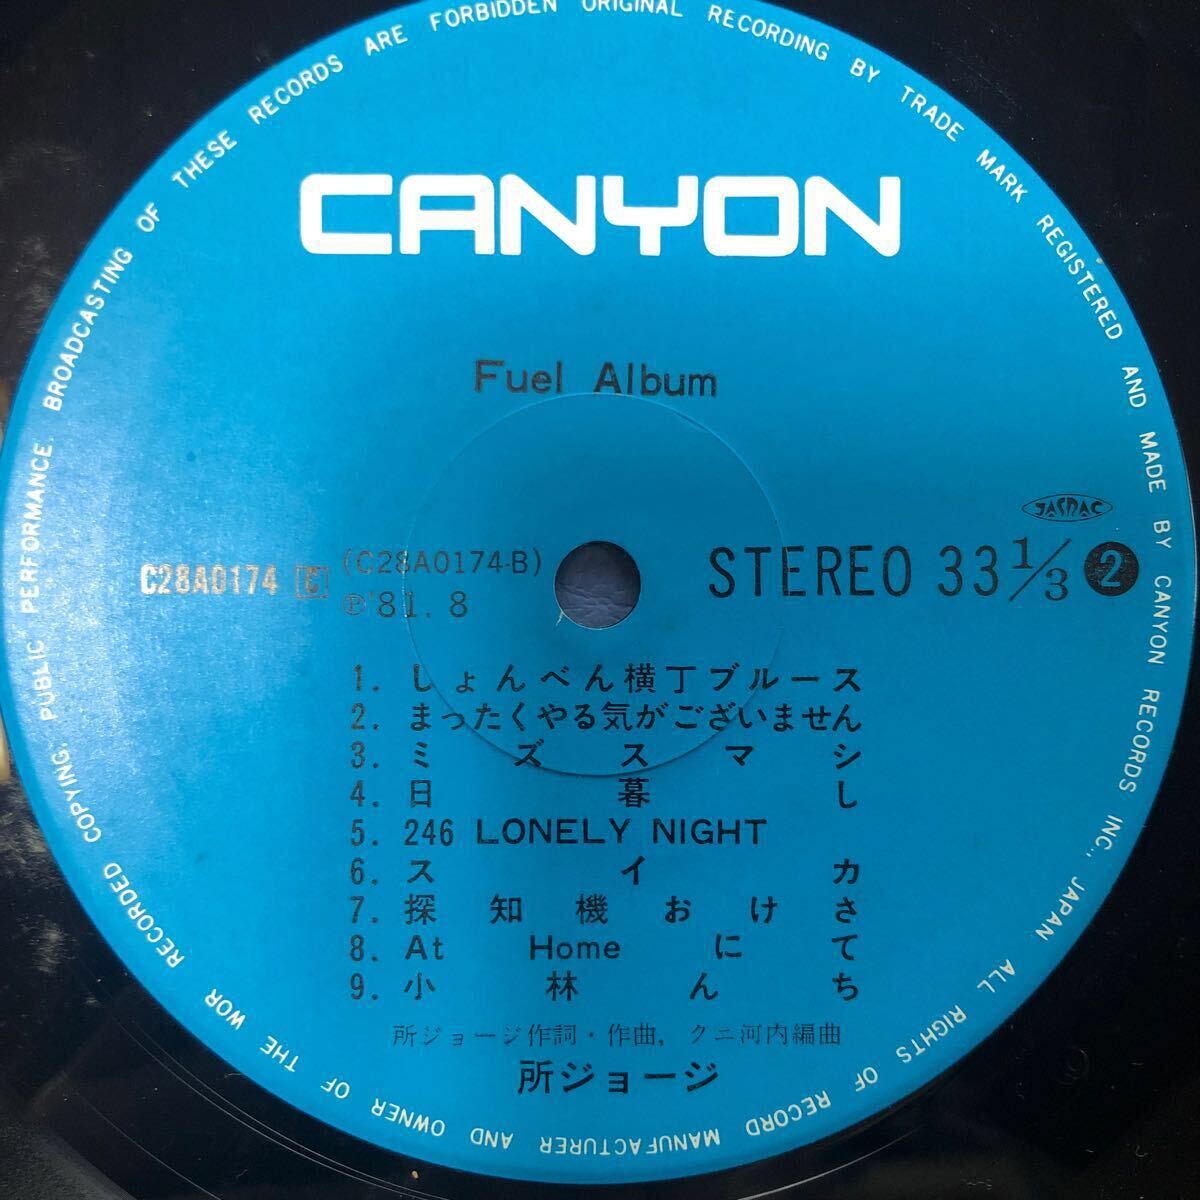 CANYON
Fuel Album
JASRAC
C28A0174 C (C28A0174-B)
℗'81.8
STEREO 33 1/3 2
1. しょんべん横丁ブルース
2. まったくやる気がございません
3. ミズスマシ
4. 日暮し
5. 246 LONELY NIGHT
6. スイカ
7. 探知機おけさ
8. At Home にて
9. 小林んち
所ジョージ作詞・作曲, クニ河内編曲
所ジョージ
ORIGINAL RECORDING BY TRADE MARK REGISTERED AND MADE BY CANYON RECORDS INC., JAPAN ALL RIGHTS OF RECORD MANUFACTURER AND OWNER OF THE WOR RECORDED RECORDED COPYING. PUBLIC PERFORMANCE. BROADCASTING OF THESE RECORDS ARE FORBIDDEN